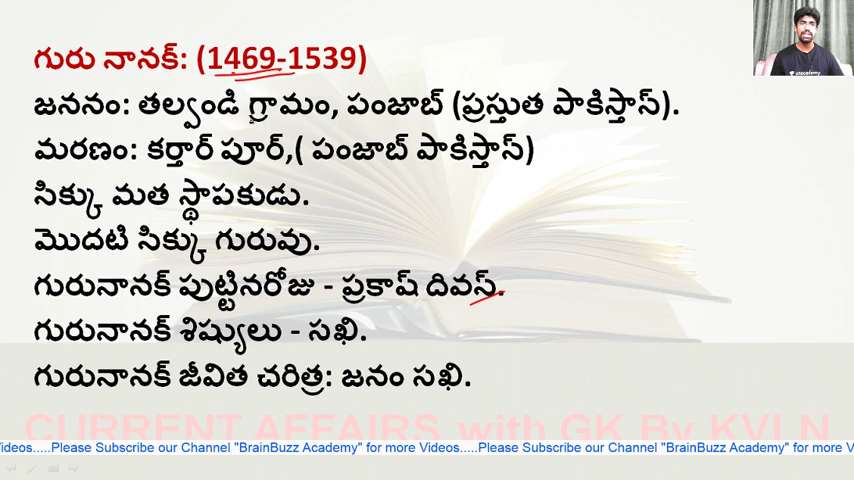 గురు నానక్: (1469-1539)
జననం: తల్వండి గ్రామం, పంజాబ్ (ప్రస్తుత పాకిస్తాస్).
మరణం: కర్తార్ పూర్,( పంజాబ్ పాకిస్తాస్)
సిక్కు మత స్థాపకుడు.
మొదటి సిక్కు గురువు.
గురునానక్ పుట్టినరోజు - ప్రకాష్ దివస్.
గురునానక్ శిష్యులు - సఖి.
గురునానక్ జీవిత చరిత్ర: జనం సఖి.
CURRENT AFFAIRS with GK By KVLN
ideos.....Please Subscribe our Channel "BrainBuzz Academy" for more Videos.....Please Subscribe our Channel "BrainBuzz Academy" for more V